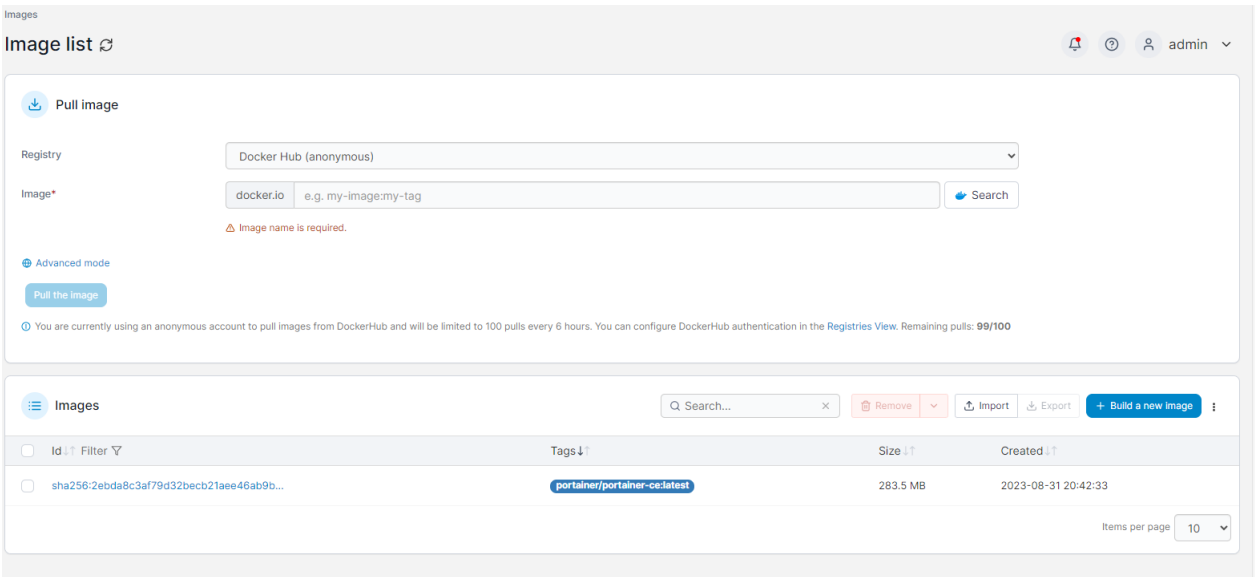 Images
Image list
admin
Pull image
Registry
Docker Hub (anonymous)
Image*
docker.io e.g. my-image:my-tag Search
Image name is required.
Advanced mode
Pull the image
You are currently using an anonymous account to pull images from DockerHub and will be limited to 100 pulls every 6 hours. You can configure DockerHub authentication in the Registries View. Remaining pulls: 99/100
Images Search... Remove Import Export + Build a new image
Id Filter Tags Size Created
sha256:2ebda8c3af79d32becb21aee46ab9b... portainer/portainer-ce:latest 283.5 MB 2023-08-31 20:42:33
Items per page 10